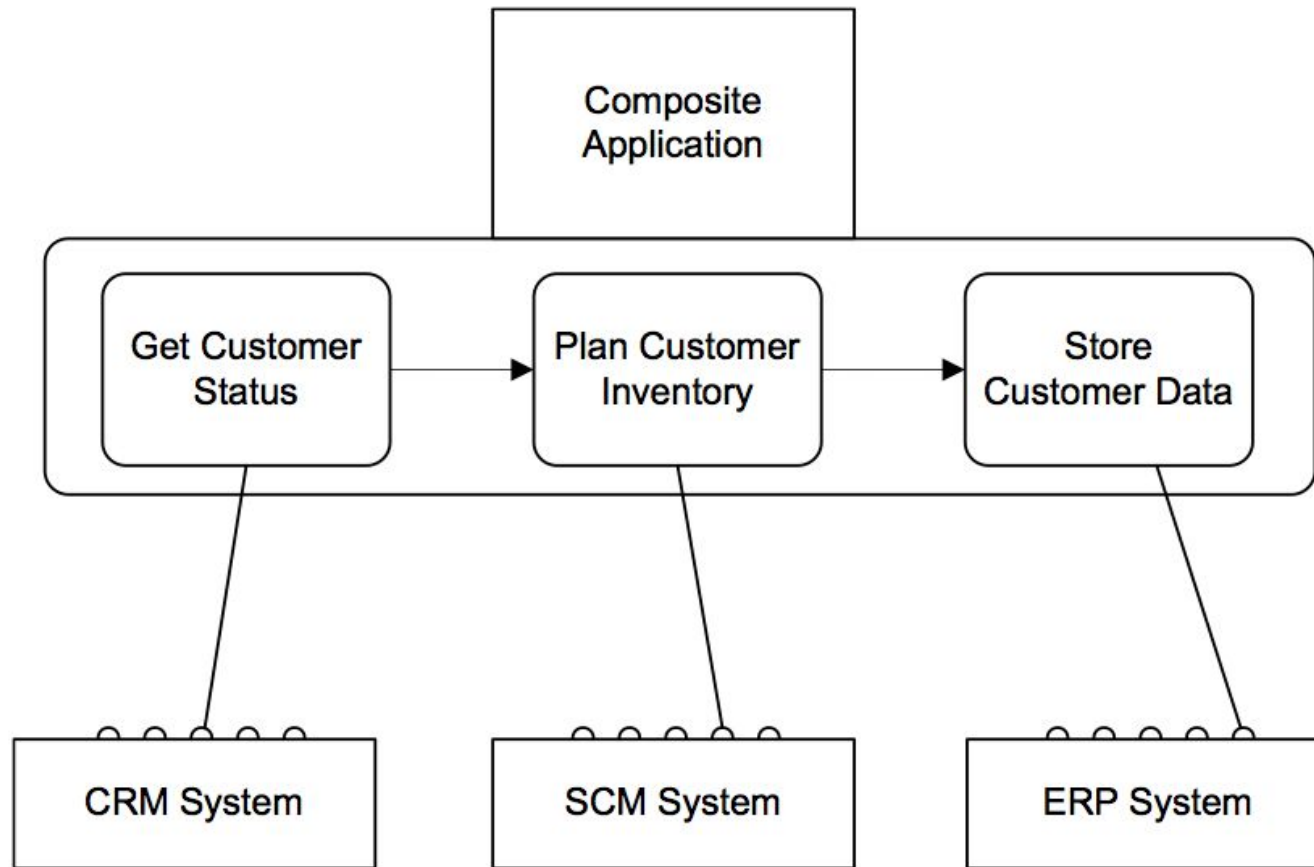 Composite
Application
Get Customer
Status
Plan Customer
Inventory
Store
Customer Data
CRM System
SCM System
ERP System